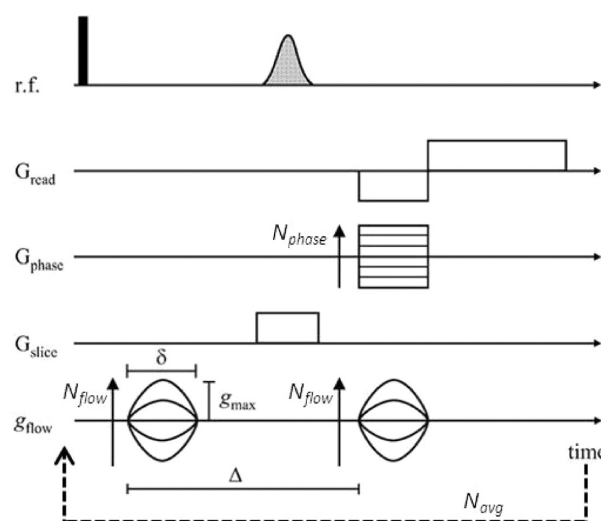 r.f.
G_read
N_phase
G_phase
G_slice
δ
N_flow
g_max
N_flow
g_flow
time
Δ
N_avg